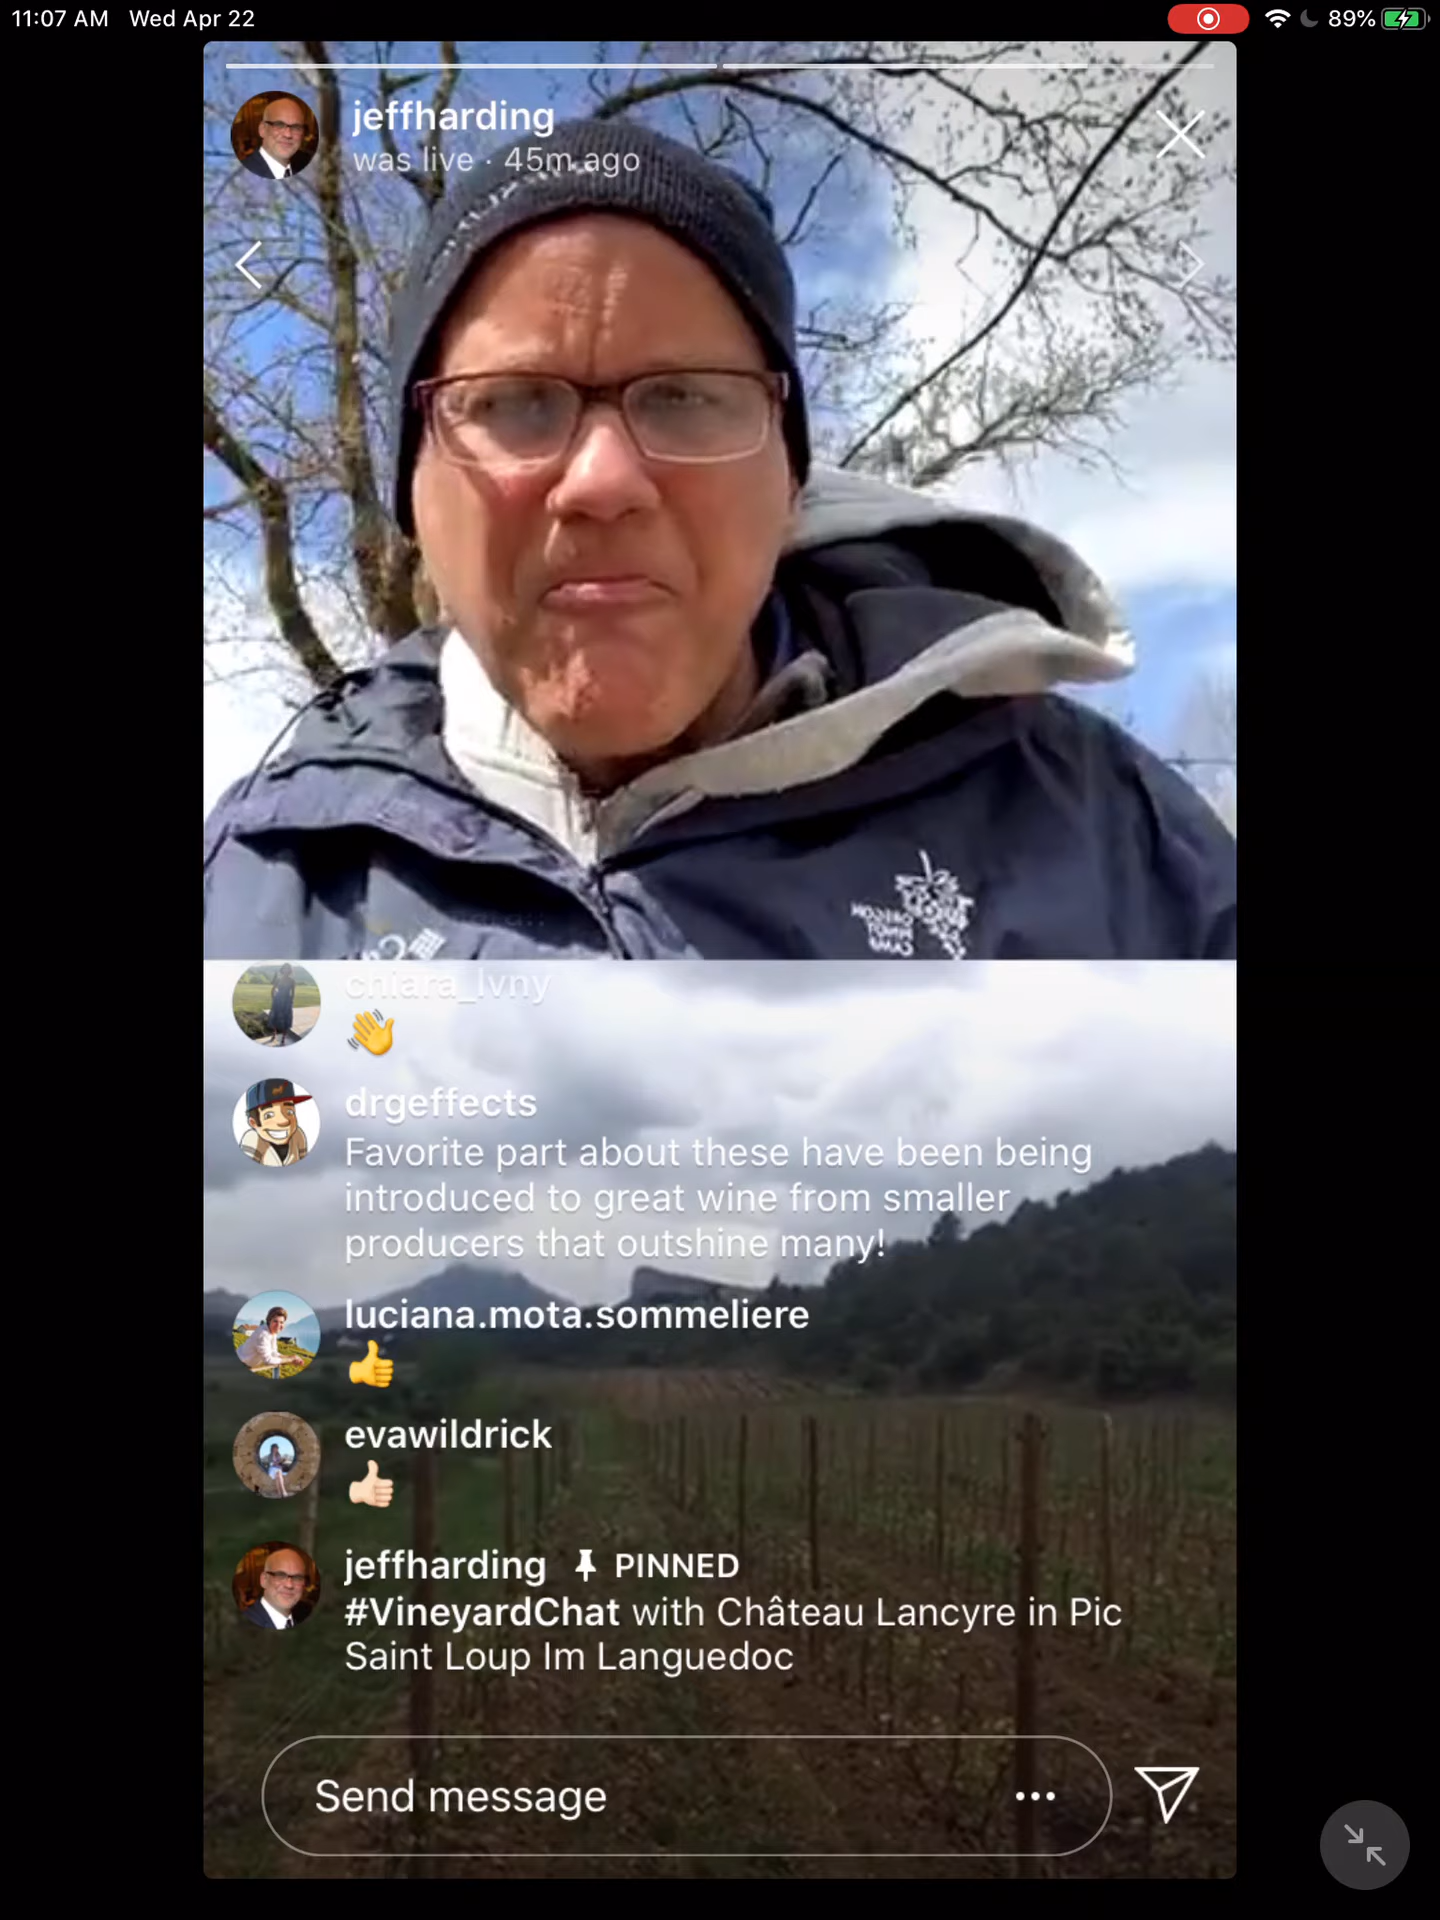 11:07 AM Wed Apr 22
89%
jeffharding
was live · 45m ago
chiara_lvny
👋
drgeffects
Favorite part about these have been being
introduced to great wine from smaller
producers that outshine many!
luciana.mota.sommeliere
👍
evawildrick
👍🏻
jeffharding 📌 PINNED
#VineyardChat with Château Lancyre in Pic
Saint Loup Im Languedoc
Send message